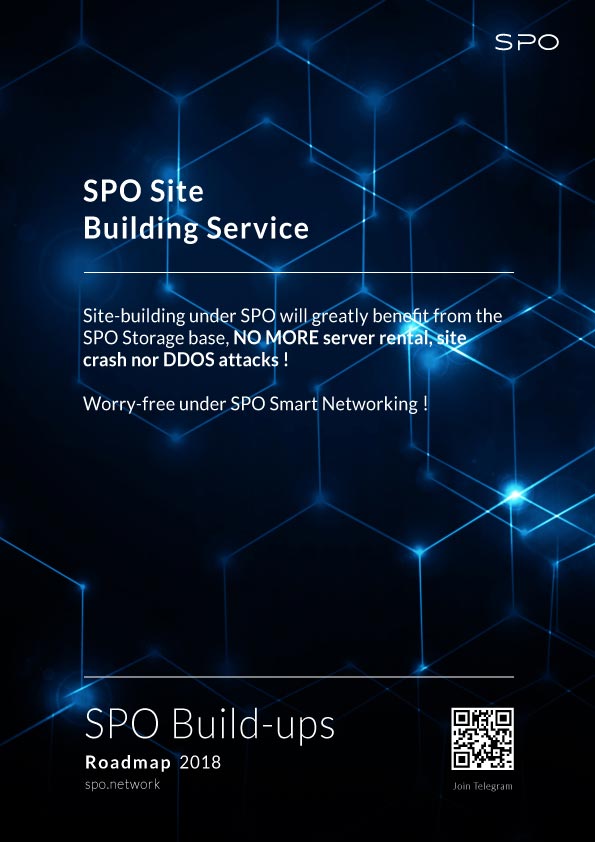 SPO
SPO Site
Building Service
Site-building under SPO will greatly benefit from the
SPO Storage base, NO MORE server rental, site
crash nor DDOS attacks !
Worry-free under SPO Smart Networking !
SPO Build-ups
Roadmap 2018
spo.network
Join Telegram